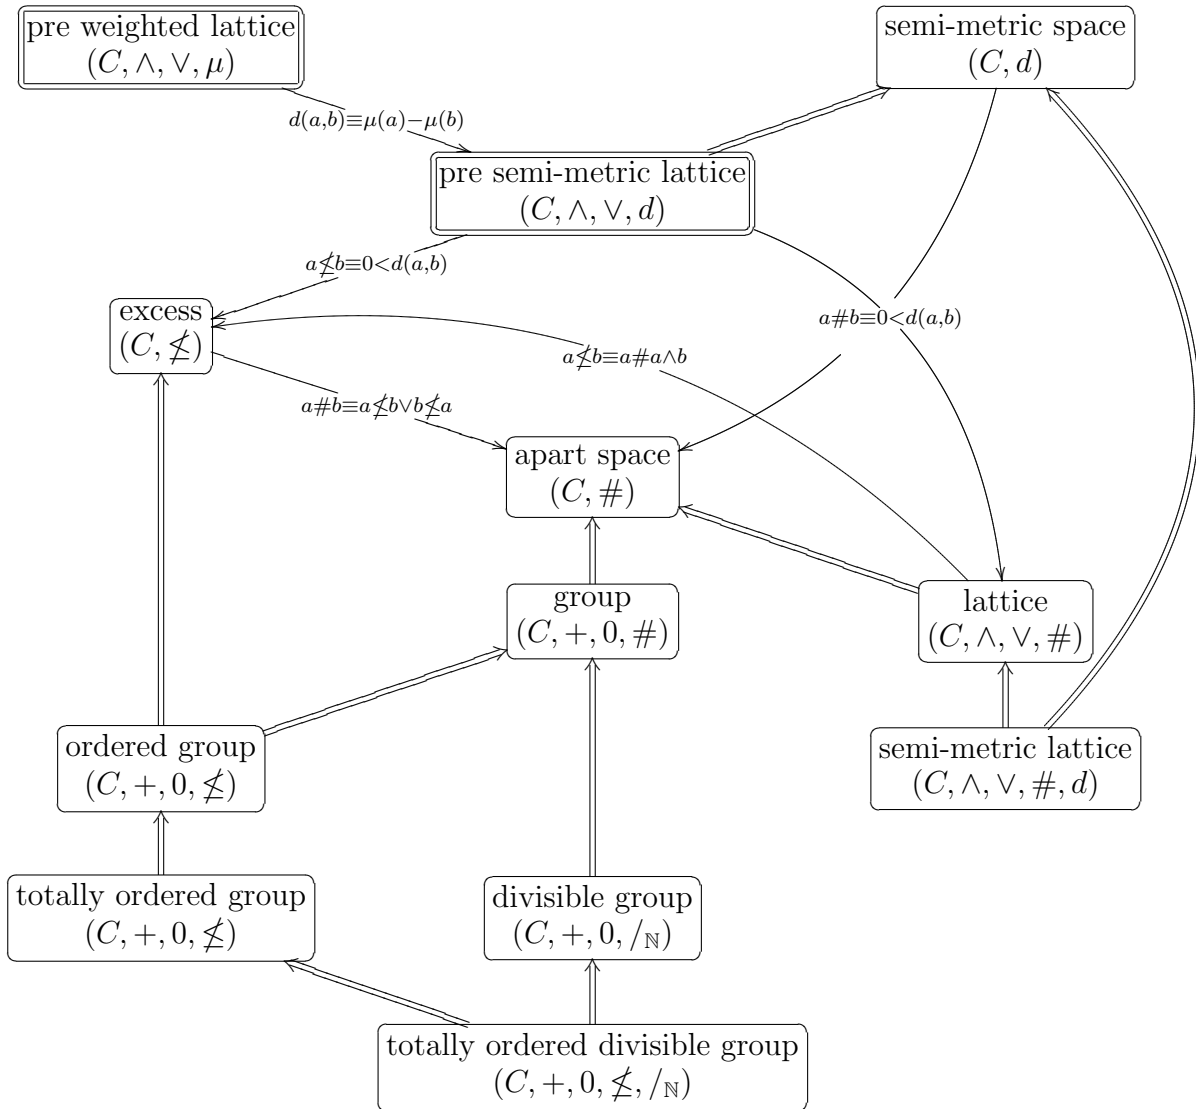 pre weighted lattice
(C, ∧, ∨, μ)
semi-metric space
(C, d)
d(a,b)≡μ(a)−μ(b)
pre semi-metric lattice
(C, ∧, ∨, d)
a≰b≡0<d(a,b)
excess
(C, ≰)
a#b≡0<d(a,b)
a≰b≡a#a∧b
a#b≡a≰b∨b≰a
apart space
(C, #)
group
(C, +, 0, #)
lattice
(C, ∧, ∨, #)
ordered group
(C, +, 0, ≰)
semi-metric lattice
(C, ∧, ∨, #, d)
totally ordered group
(C, +, 0, ≰)
divisible group
(C, +, 0, /ℕ)
totally ordered divisible group
(C, +, 0, ≰, /ℕ)